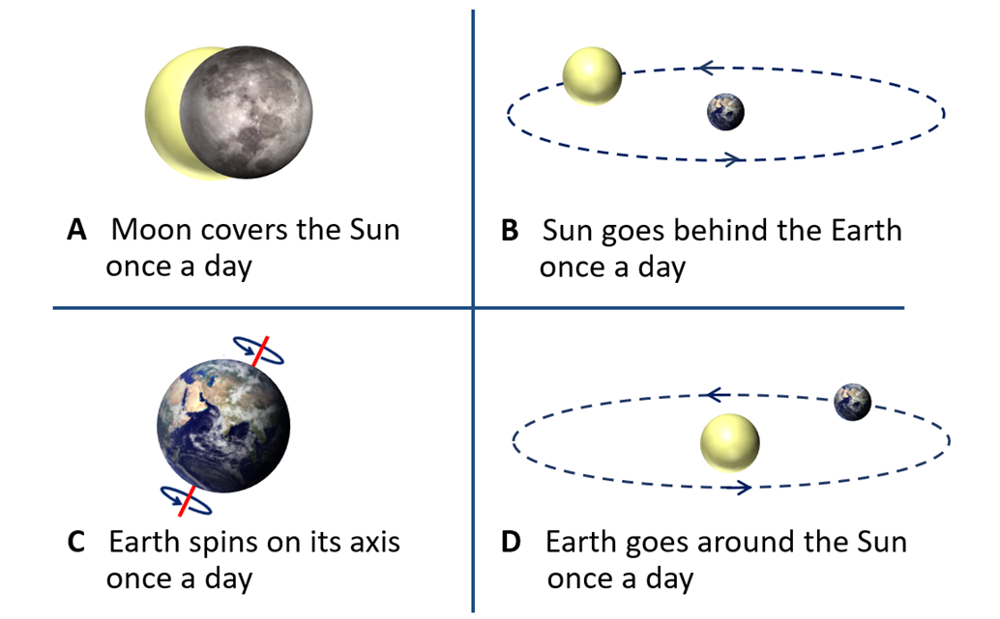 A Moon covers the Sun
once a day
B Sun goes behind the Earth
once a day
C Earth spins on its axis
once a day
D Earth goes around the Sun
once a day